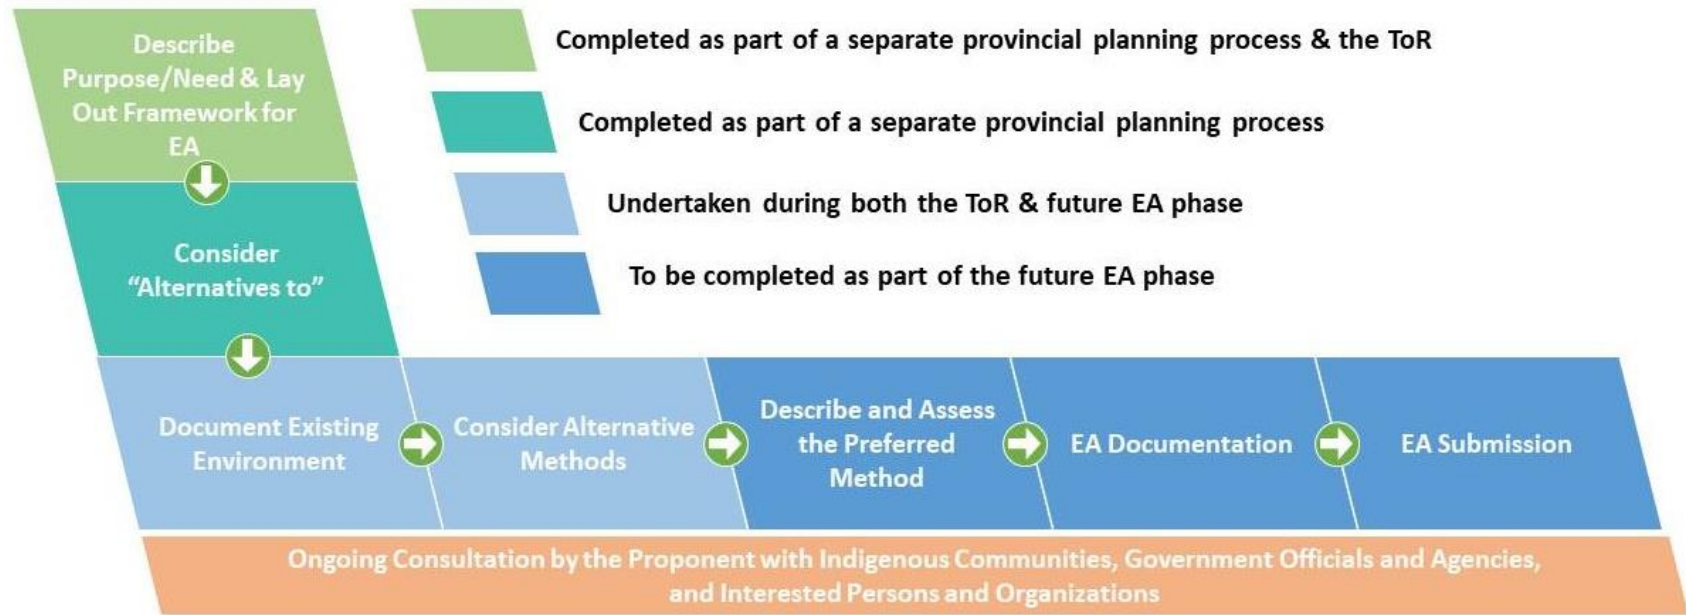 Describe
Purpose/Need & Lay
Out Framework for
EA
Completed as part of a separate provincial planning process & the ToR
Completed as part of a separate provincial planning process
Undertaken during both the ToR & future EA phase
To be completed as part of the future EA phase
Consider
“Alternatives to”
Document Existing
Environment
Consider Alternative
Methods
Describe and Assess
the Preferred
Method
EA Documentation
EA Submission
Ongoing Consultation by the Proponent with Indigenous Communities, Government Officials and Agencies,
and Interested Persons and Organizations